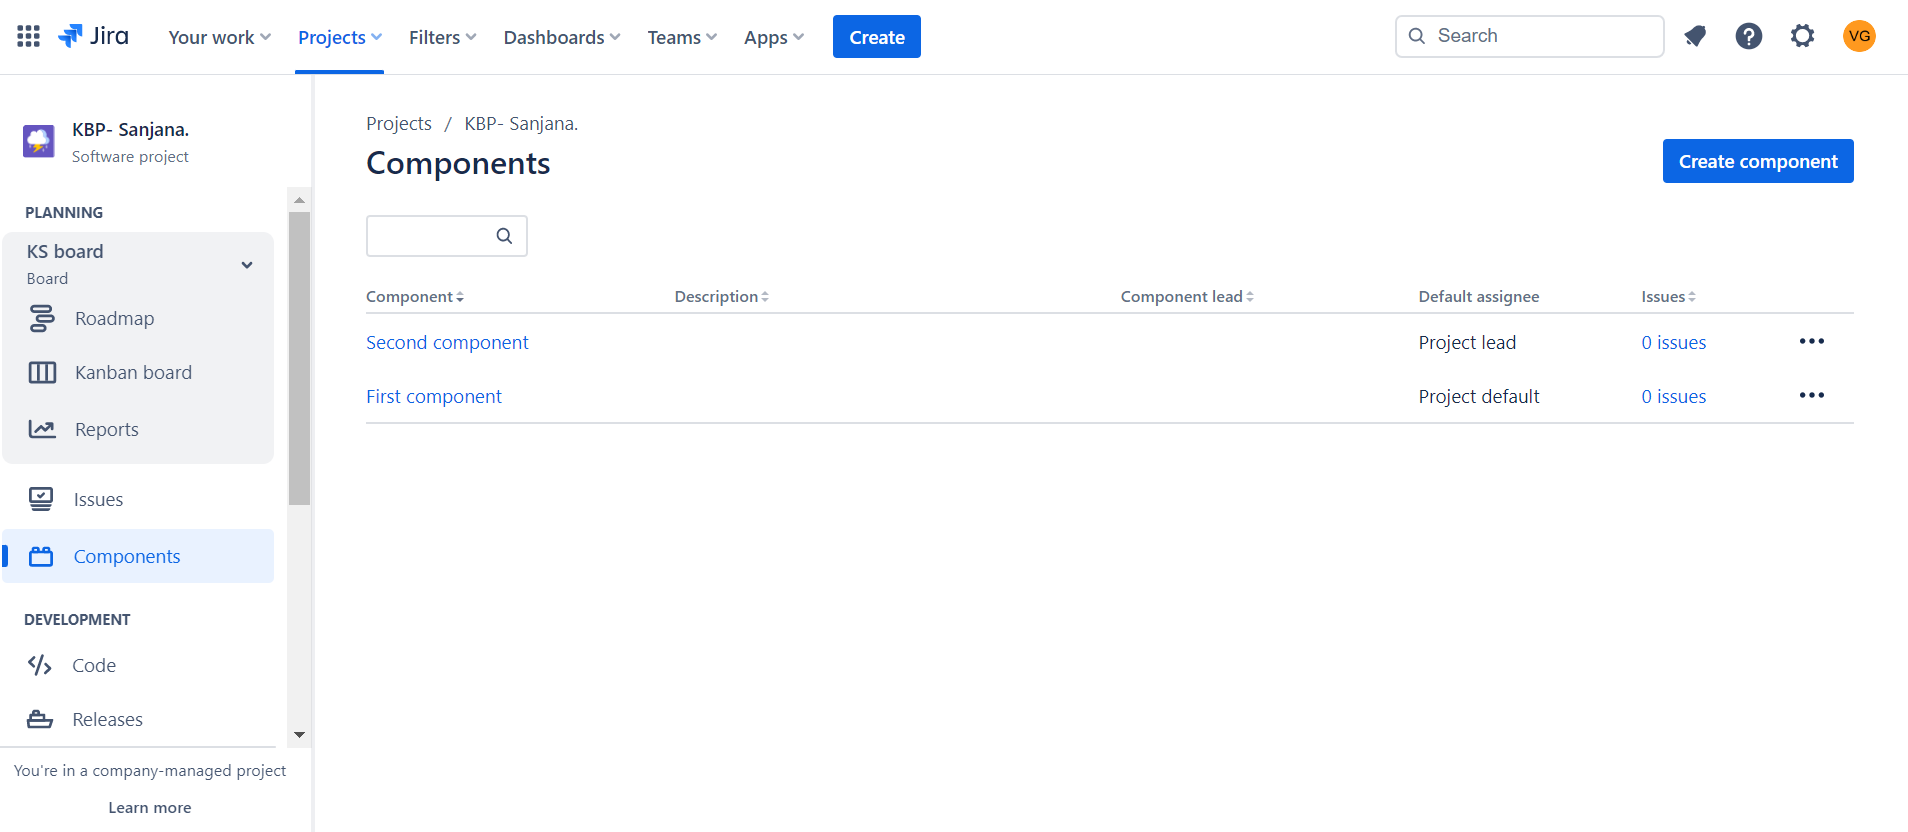 Jira
Your work
Projects
Filters
Dashboards
Teams
Apps
Create
Search
VG
KBP- Sanjana.
Software project
PLANNING
KS board
Board
Roadmap
Kanban board
Reports
Issues
Components
DEVELOPMENT
Code
Releases
You're in a company-managed project
Learn more
Projects / KBP- Sanjana.
Components
Create component
Component Description Component lead Default assignee Issues
Second component Project lead 0 issues
First component Project default 0 issues